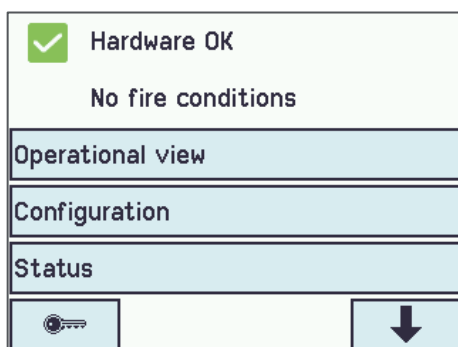 Hardware OK
No fire conditions
Operational view
Configuration
Status